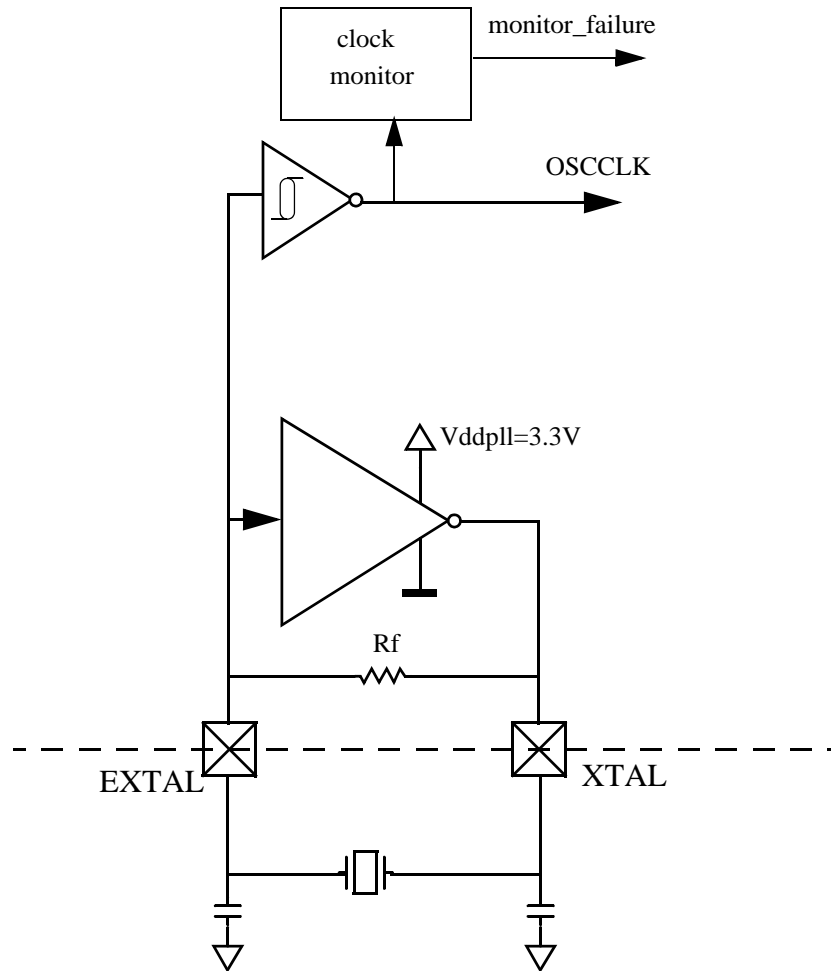 clock
monitor
monitor_failure
OSCCLK
Vddpll=3.3V
Rf
EXTAL
XTAL